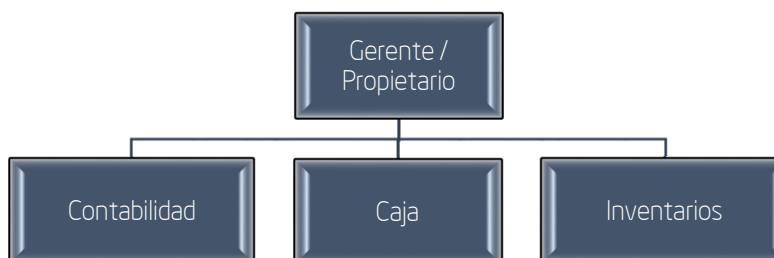 Gerente /
Propietario
Contabilidad
Caja
Inventarios